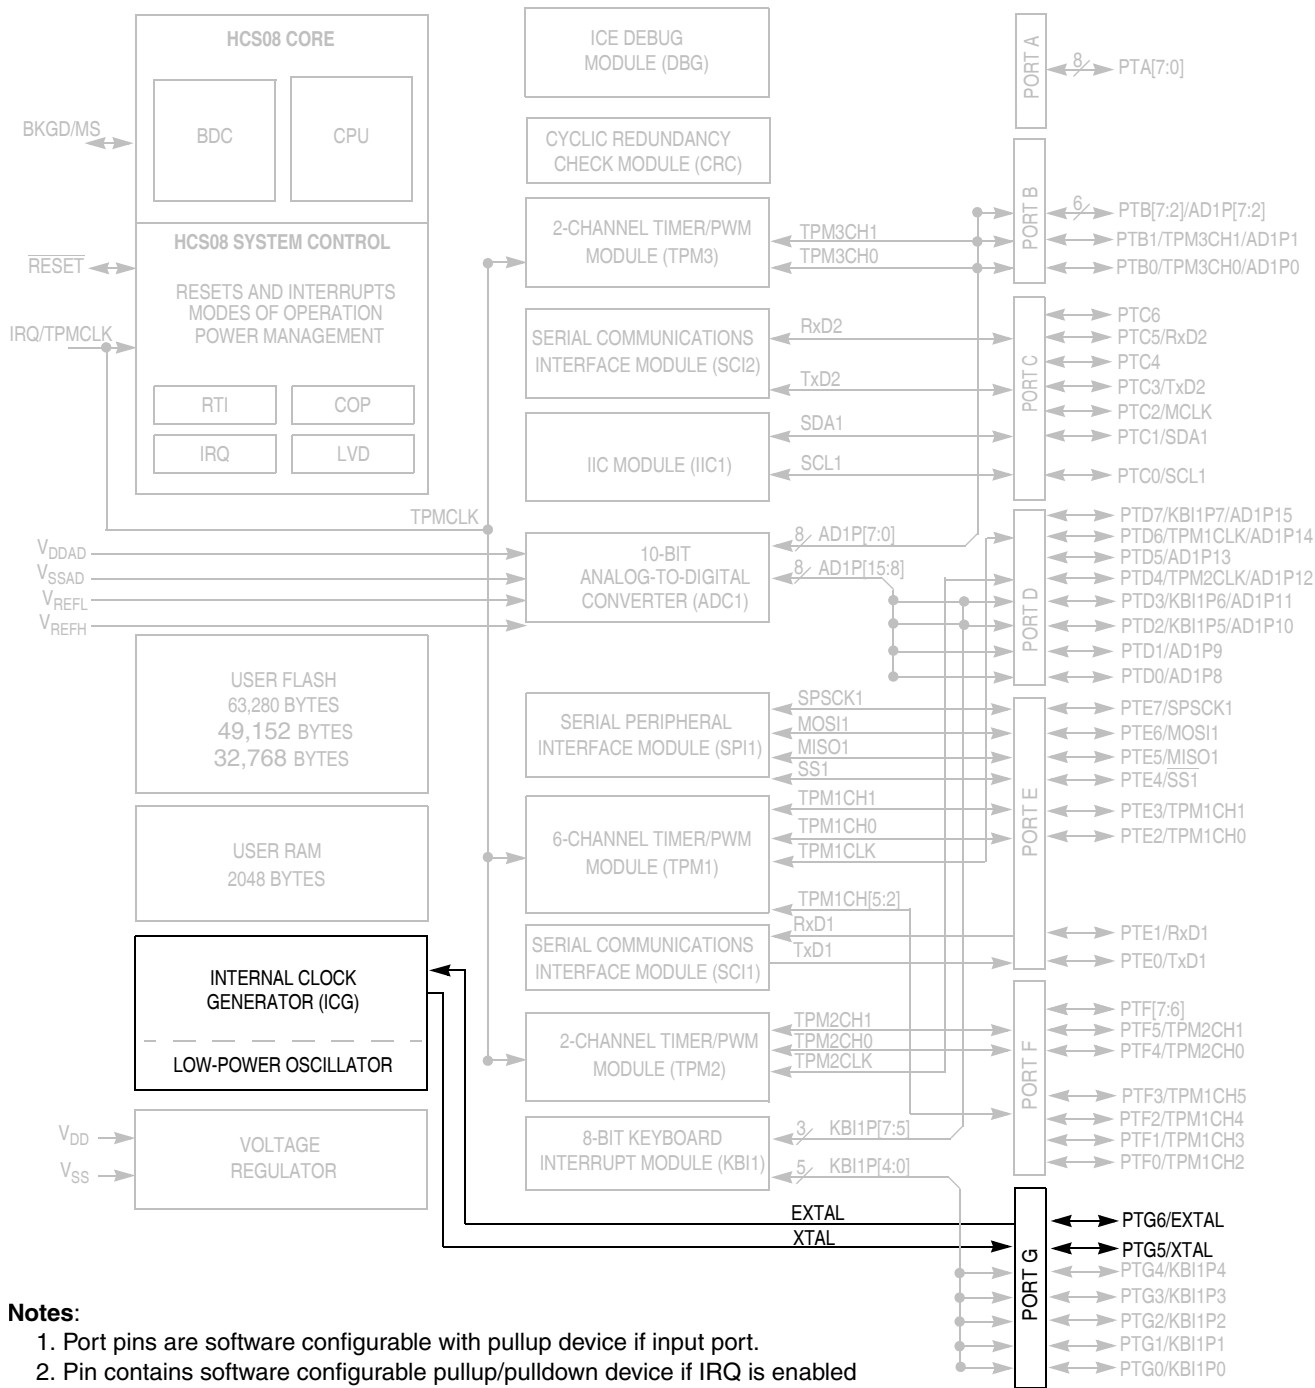 HCS08 CORE
BDC
CPU
BKGD/MS
HCS08 SYSTEM CONTROL
RESET
RESETS AND INTERRUPTS
MODES OF OPERATION
POWER MANAGEMENT
IRQ/TPMCLK
RTI
COP
IRQ
LVD
TPMCLK
VDDAD
VSSAD
VREFL
VREFH
USER FLASH
63,280 BYTES
49,152 BYTES
32,768 BYTES
USER RAM
2048 BYTES
INTERNAL CLOCK
GENERATOR (ICG)
LOW-POWER OSCILLATOR
VDD
VSS
VOLTAGE
REGULATOR
ICE DEBUG
MODULE (DBG)
CYCLIC REDUNDANCY
CHECK MODULE (CRC)
2-CHANNEL TIMER/PWM
MODULE (TPM3)
TPM3CH1
TPM3CH0
SERIAL COMMUNICATIONS
INTERFACE MODULE (SCI2)
RxD2
TxD2
IIC MODULE (IIC1)
SDA1
SCL1
10-BIT
ANALOG-TO-DIGITAL
CONVERTER (ADC1)
8 AD1P[7:0]
8 AD1P[15:8]
SERIAL PERIPHERAL
INTERFACE MODULE (SPI1)
SPSCK1
MOSI1
MISO1
SS1
6-CHANNEL TIMER/PWM
MODULE (TPM1)
TPM1CH1
TPM1CH0
TPM1CLK
TPM1CH[5:2]
SERIAL COMMUNICATIONS
INTERFACE MODULE (SCI1)
RxD1
TxD1
2-CHANNEL TIMER/PWM
MODULE (TPM2)
TPM2CH1
TPM2CH0
TPM2CLK
8-BIT KEYBOARD
INTERRUPT MODULE (KBI1)
3 KBI1P[7:5]
5 KBI1P[4:0]
EXTAL
XTAL
PORT A
8
PTA[7:0]
PORT B
6
PTB[7:2]/AD1P[7:2]
PTB1/TPM3CH1/AD1P1
PTB0/TPM3CH0/AD1P0
PORT C
PTC6
PTC5/RxD2
PTC4
PTC3/TxD2
PTC2/MCLK
PTC1/SDA1
PTC0/SCL1
PORT D
PTD7/KBI1P7/AD1P15
PTD6/TPM1CLK/AD1P14
PTD5/AD1P13
PTD4/TPM2CLK/AD1P12
PTD3/KBI1P6/AD1P11
PTD2/KBI1P5/AD1P10
PTD1/AD1P9
PTD0/AD1P8
PORT E
PTE7/SPSCK1
PTE6/MOSI1
PTE5/MISO1
PTE4/SS1
PTE3/TPM1CH1
PTE2/TPM1CH0
PTE1/RxD1
PTE0/TxD1
PORT F
PTF[7:6]
PTF5/TPM2CH1
PTF4/TPM2CH0
PTF3/TPM1CH5
PTF2/TPM1CH4
PTF1/TPM1CH3
PTF0/TPM1CH2
PORT G
PTG6/EXTAL
PTG5/XTAL
PTG4/KBI1P4
PTG3/KBI1P3
PTG2/KBI1P2
PTG1/KBI1P1
PTG0/KBI1P0
Notes:
1. Port pins are software configurable with pullup device if input port.
2. Pin contains software configurable pullup/pulldown device if IRQ is enabled